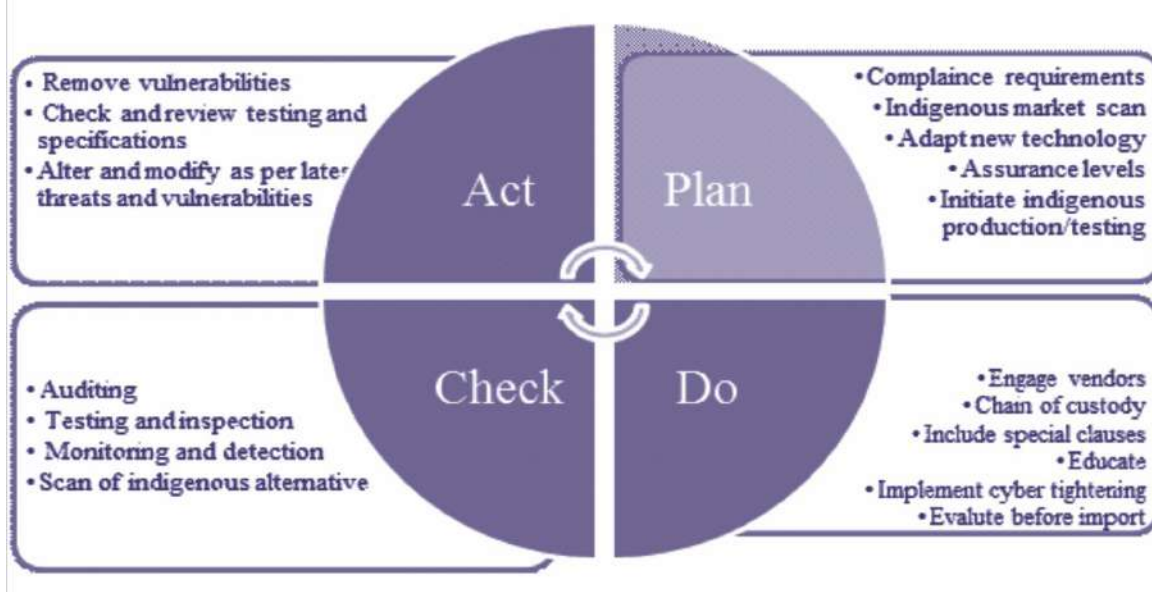 • Remove vulnerabilities
• Check and review testing and
specifications
• Alter and modify as per
threats and vulnerabilities
Act
Plan
• Complaince requirements
• Indigenous market scan
• Adapt new technology
• Assurance levels
• Initiate indigenous
production/testing
• Auditing
• Testing and inspection
• Monitoring and detection
• Scan of indigenous alternative
Check
Do
• Engage vendors
• Chain of custody
• Include special clauses
• Educate
• Implement cyber tightening
• Evalute before import